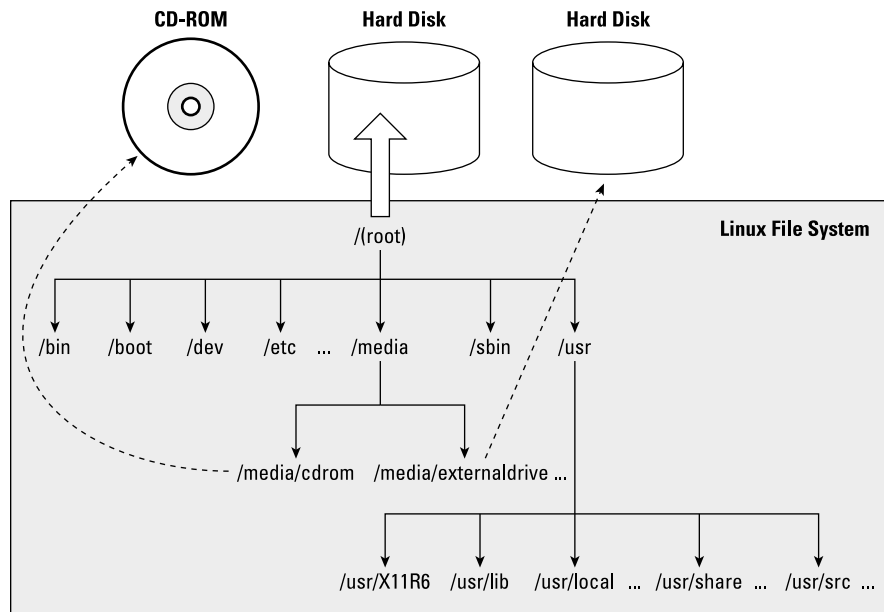 CD-ROM Hard Disk Hard Disk
Linux File System
/(root)
/bin /boot /dev /etc ... /media /sbin /usr
/media/cdrom /media/externaldrive ...
/usr/X11R6 /usr/lib /usr/local ... /usr/share ... /usr/src ...